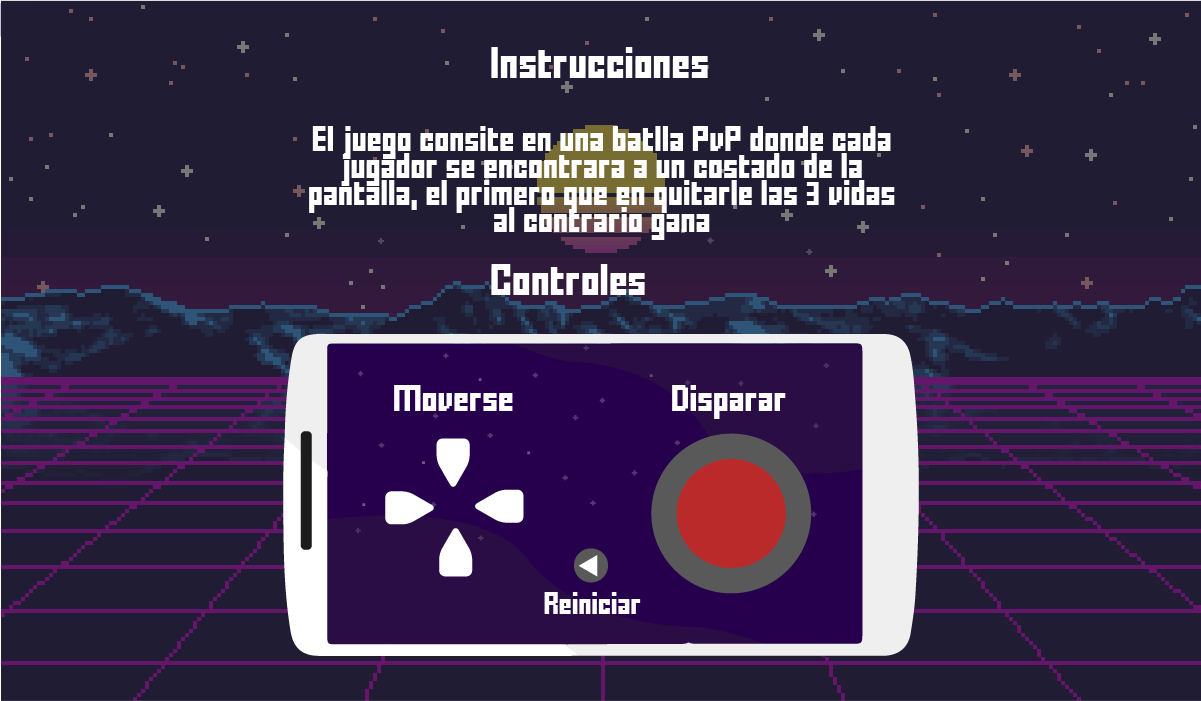 Instrucciones
El juego consite en una batlla PvP donde cada
jugador se encontrara a un costado de la
pantalla, el primero que en quitarle las 3 vidas
al contrario gana
Controles
Moverse
Disparar
Reiniciar